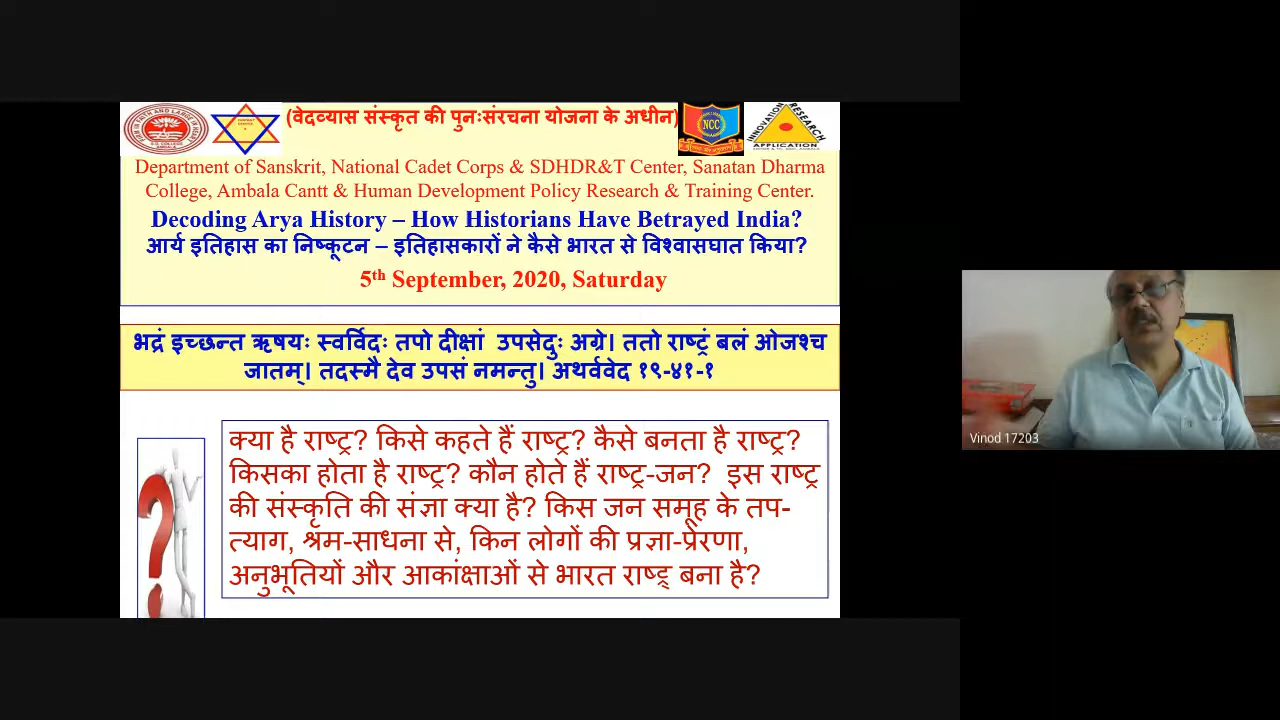 (वेदव्यास संस्कृत की पुनःसंरचना योजना के अधीन)
NCC
INNOVATION RESEARCH
APPLICATION
Department of Sanskrit, National Cadet Corps & SDHDR&T Center, Sanatan Dharma
College, Ambala Cantt & Human Development Policy Research & Training Center.
Decoding Arya History – How Historians Have Betrayed India?
आर्य इतिहास का निष्कूटन – इतिहासकारों ने कैसे भारत से विश्वासघात किया?
5th September, 2020, Saturday
भद्रं इच्छन्त ऋषयः स्वर्विदः तपो दीक्षां उपसेदुः अग्रे। ततो राष्ट्रं बलं ओजश्च
जातम्। तदस्मै देव उपसं नमन्तु। अथर्ववेद १९-४१-१
क्या है राष्ट्र? किसे कहते हैं राष्ट्र? कैसे बनता है राष्ट्र?
किसका होता है राष्ट्र? कौन होते हैं राष्ट्र-जन? इस राष्ट्र
की संस्कृति की संज्ञा क्या है? किस जन समूह के तप-
त्याग, श्रम-साधना से, किन लोगों की प्रज्ञा-प्रेरणा,
अनुभूतियों और आकांक्षाओं से भारत राष्ट्र् बना है?
Vinod 17203